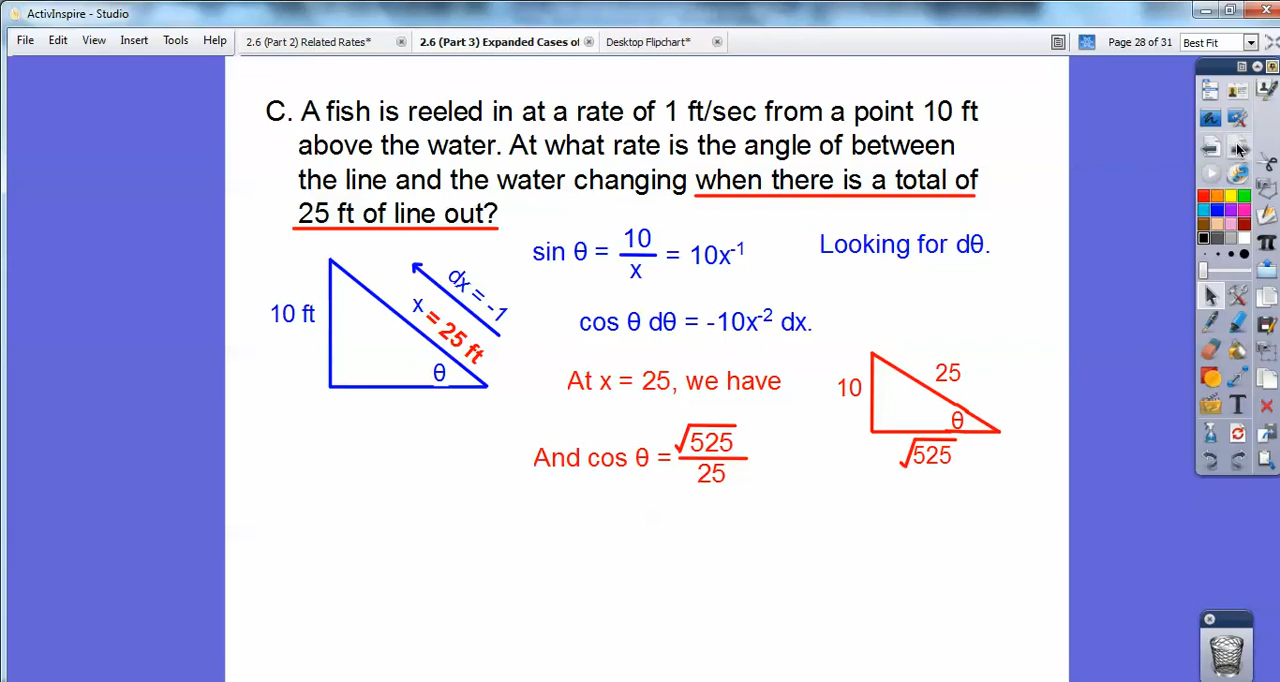 ActivInspire - Studio
File Edit View Insert Tools Help
2.6 (Part 2) Related Rates*
2.6 (Part 3) Expanded Cases of
Desktop Flipchart*
Page 28 of 31
Best Fit
C. A fish is reeled in at a rate of 1 ft/sec from a point 10 ft
above the water. At what rate is the angle of between
the line and the water changing when there is a total of
25 ft of line out?
sin θ = 10/x = 10x⁻¹
Looking for dθ.
10 ft
dx = -1
x = 25 ft
θ
cos θ dθ = -10x⁻² dx.
At x = 25, we have
10
25
θ
√525
And cos θ = √525/25